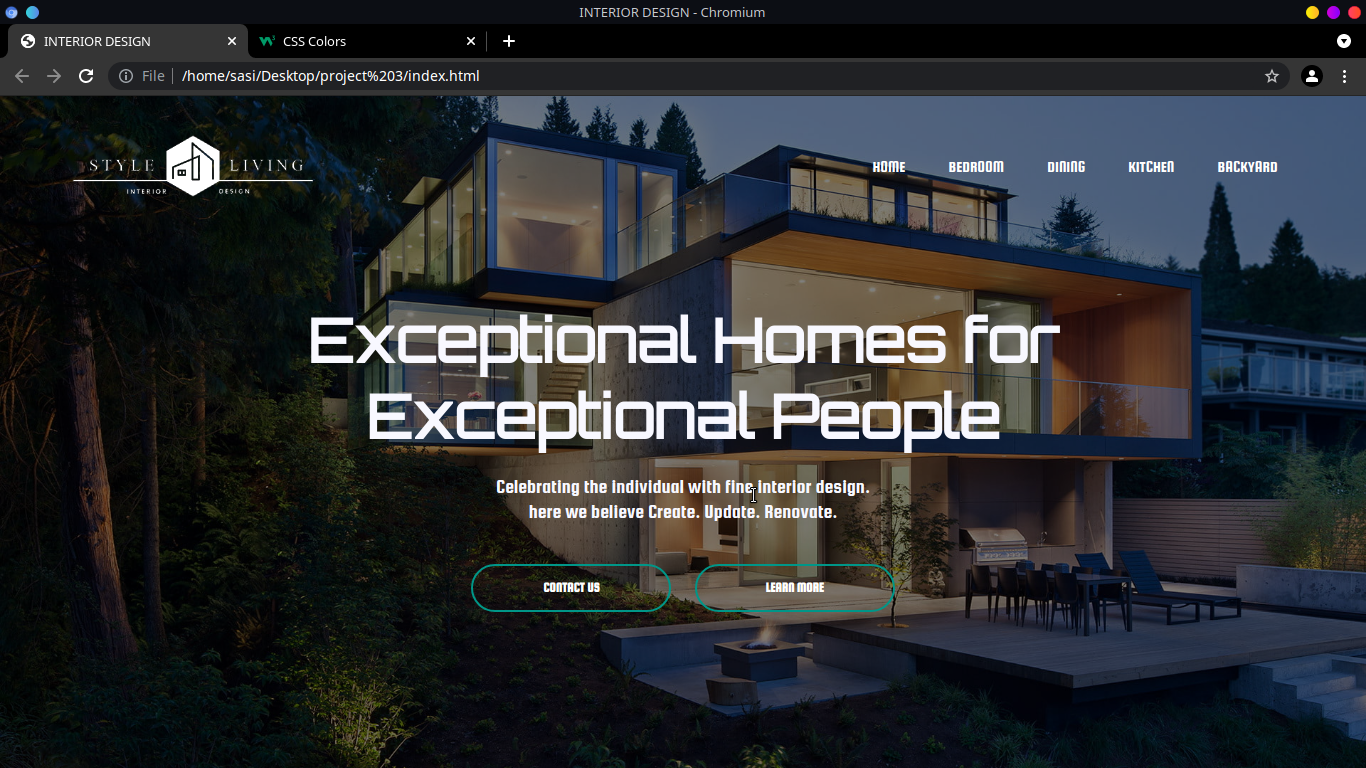 INTERIOR DESIGN - Chromium
INTERIOR DESIGN
CSS Colors
File
/home/sasi/Desktop/project%203/index.html
STYLE LIVING
INTERIOR DESIGN
HOME BEDROOM DINING KITCHEN BACKYARD
Exceptional Homes for
Exceptional People
Celebrating the individual with fine interior design.
here we believe Create. Update. Renovate.
CONTACT US LEARN MORE